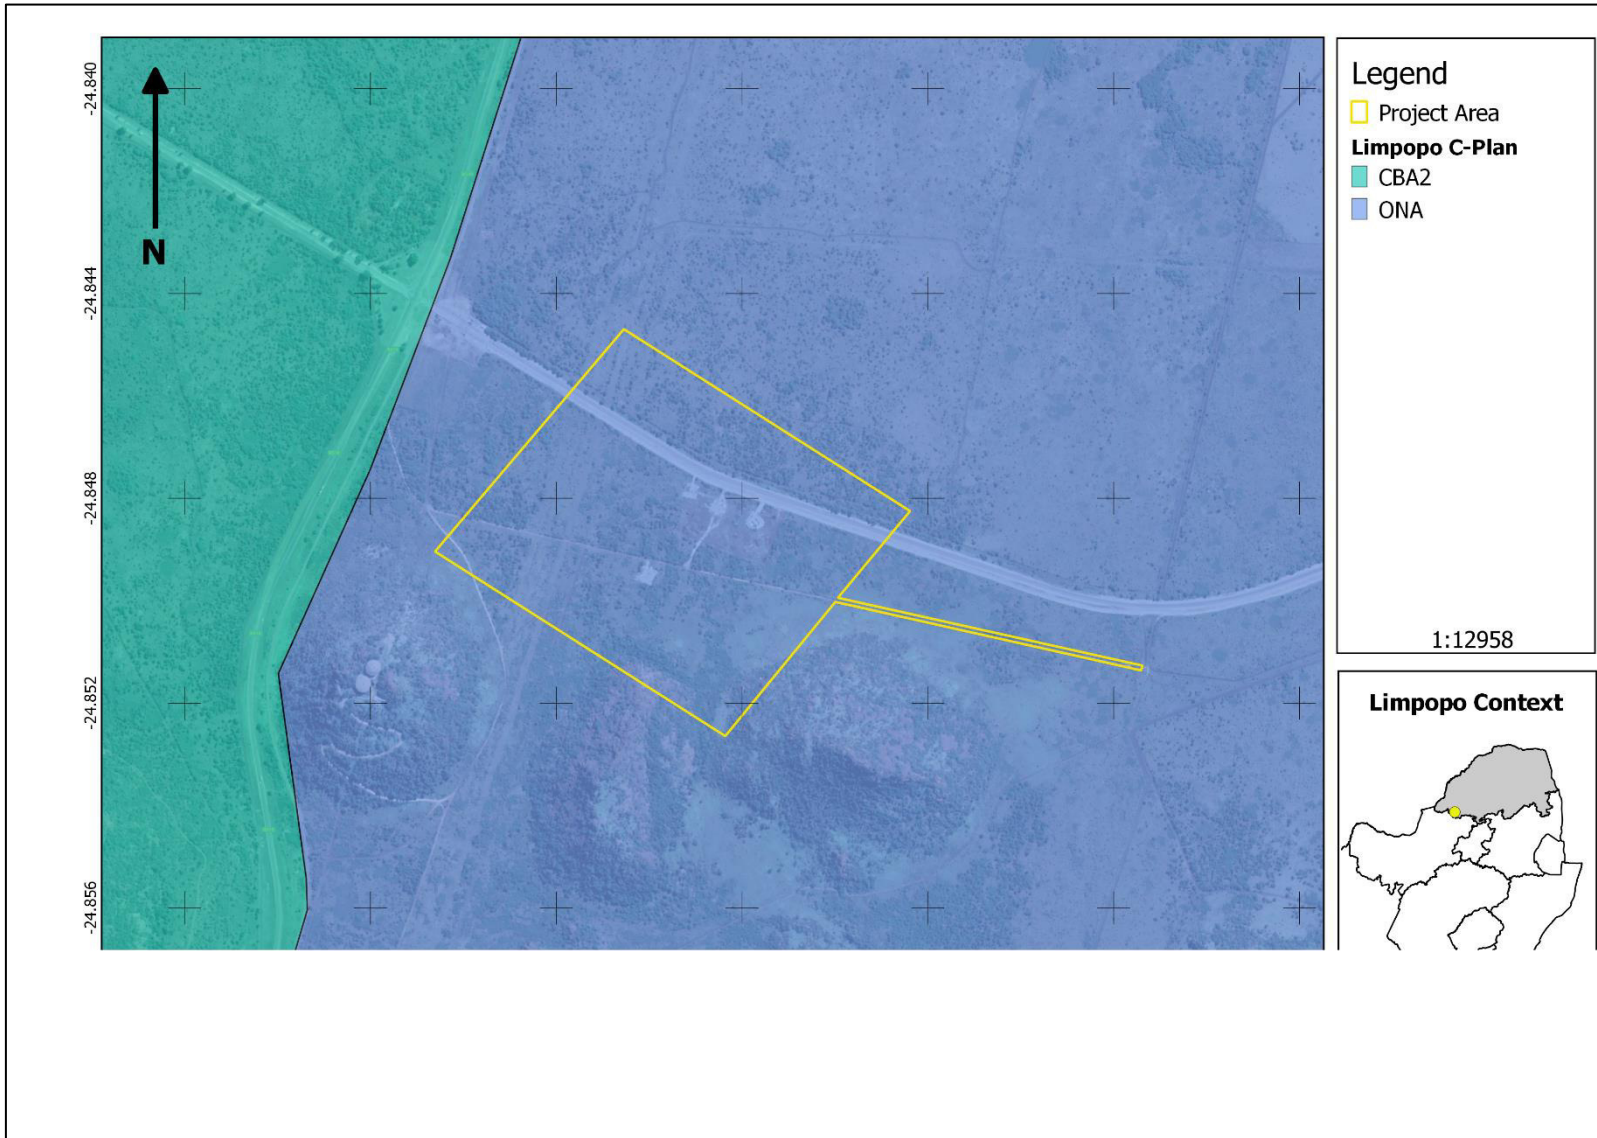 -24.840
-24.844
-24.848
-24.852
-24.856
N
Legend
Project Area
Limpopo C-Plan
CBA2
ONA
1:12958
Limpopo Context